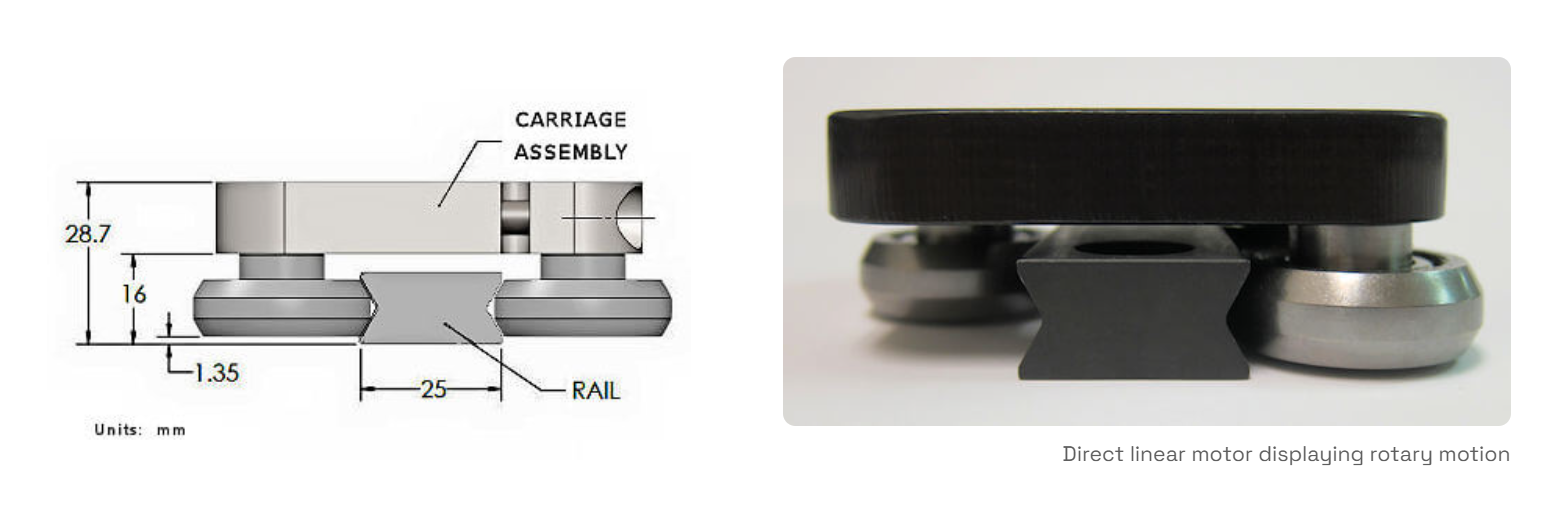 CARRIAGE
ASSEMBLY
28.7
16
1.35
25
RAIL
Units: mm
Direct linear motor displaying rotary motion